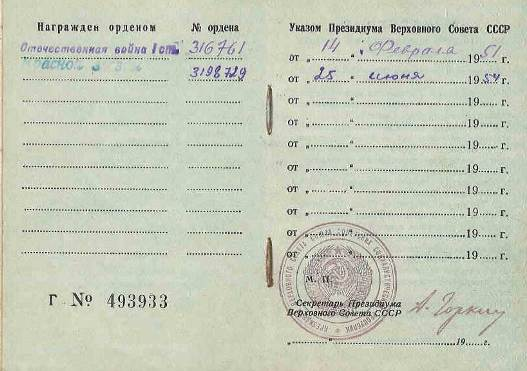 Награжден орденом
№ ордена
Отечественная война I ст.
316761
Красной Звезды
3198729
Г № 493933
Указом Президиума Верховного Совета СССР
от „ 14 “ Февраля 1951 г.
от „ 25 “ июня 1954 г.
от „ “ 19 г.
от „ “ 19 г.
от „ “ 19 г.
от „ “ 19 г.
от „ “ 19 г.
от „ “ 19 г.
от „ “ 19 г.
от „ “ 19 г.
М. П.
Секретарь Президиума
Верховного Совета СССР
А. Горкин
„ “ 19 г.